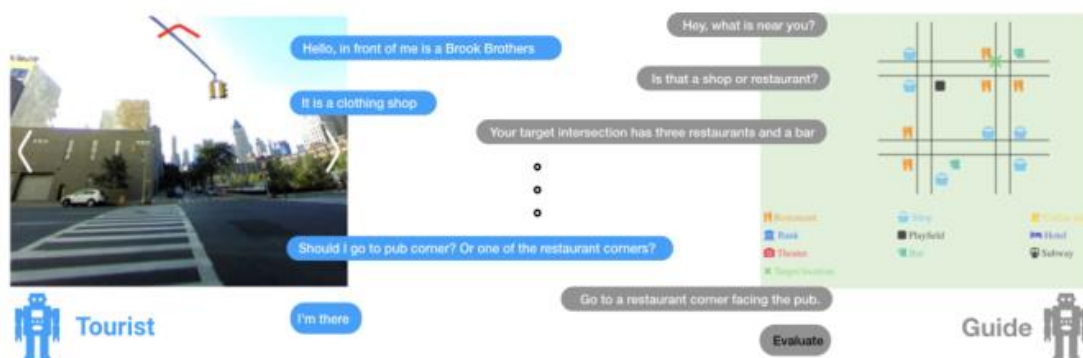 Hey, what is near you?
Hello, in front of me is a Brook Brothers
Is that a shop or restaurant?
It is a clothing shop
Your target intersection has three restaurants and a bar
Should I go to pub corner? Or one of the restaurant corners?
Go to a restaurant corner facing the pub.
I'm there
Evaluate
Restaurant
Shop
Bank
Playfield
Hotel
Theater
Bar
Subway
Target location
Tourist
Guide